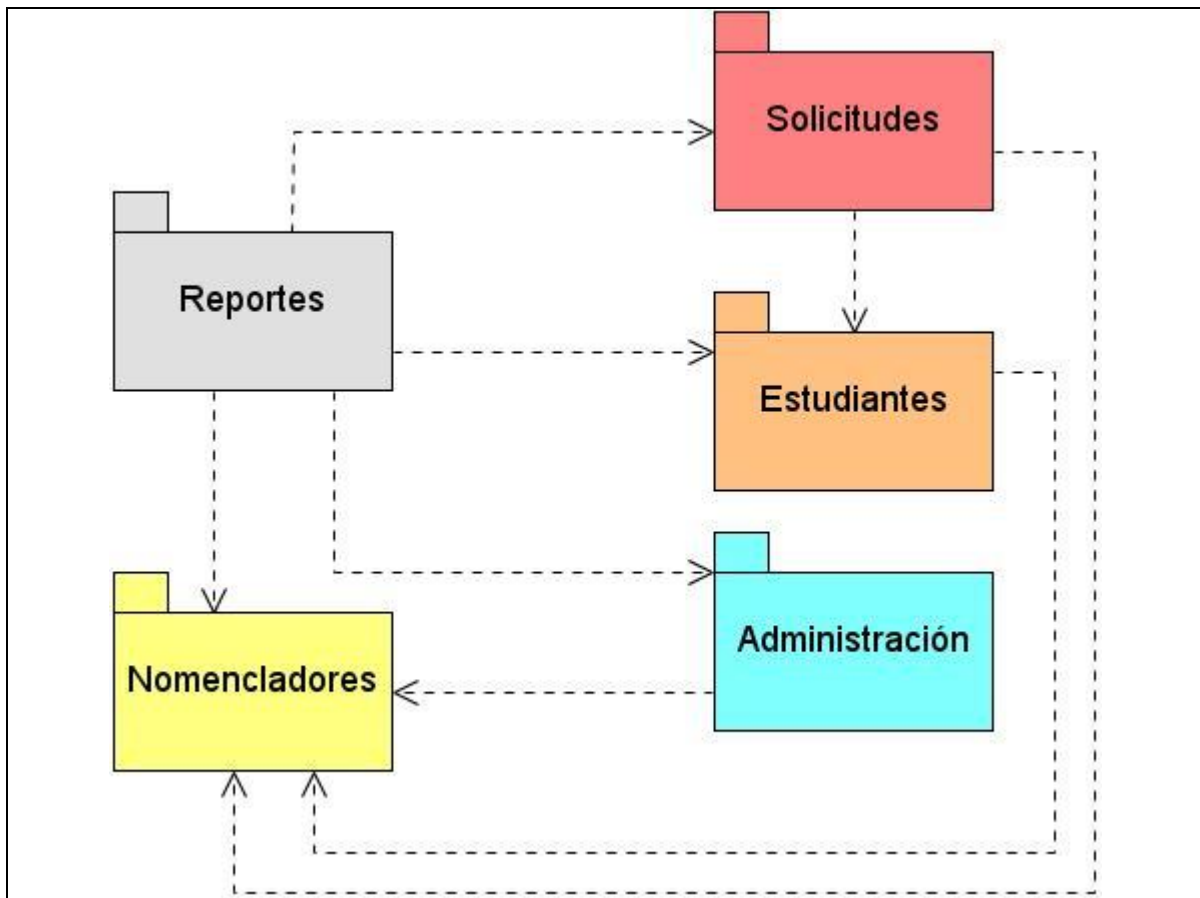 Solicitudes
Reportes
Estudiantes
Administración
Nomencladores